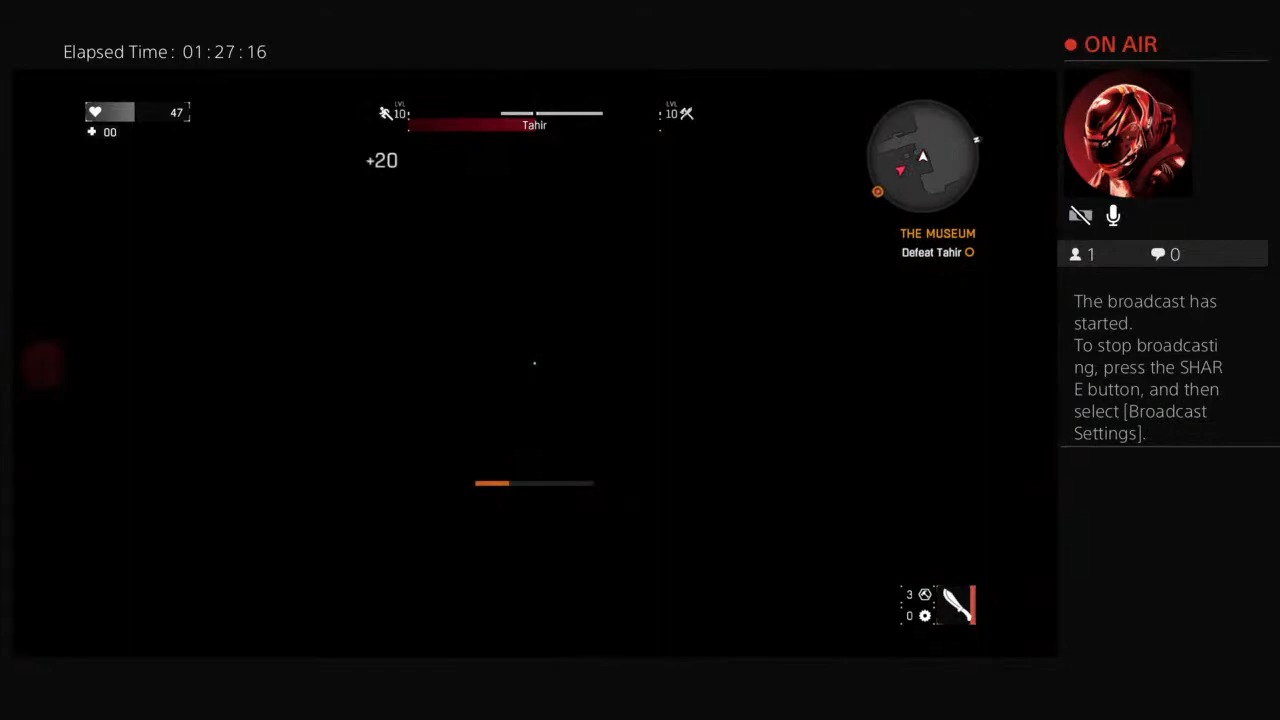 Elapsed Time: 01:27:16
ON AIR
47
00
LVL
10
Tahir
LVL
10
+20
N
THE MUSEUM
Defeat Tahir
1
0
The broadcast has
started.
To stop broadcasti
ng, press the SHAR
E button, and then
select [Broadcast
Settings].
3
0